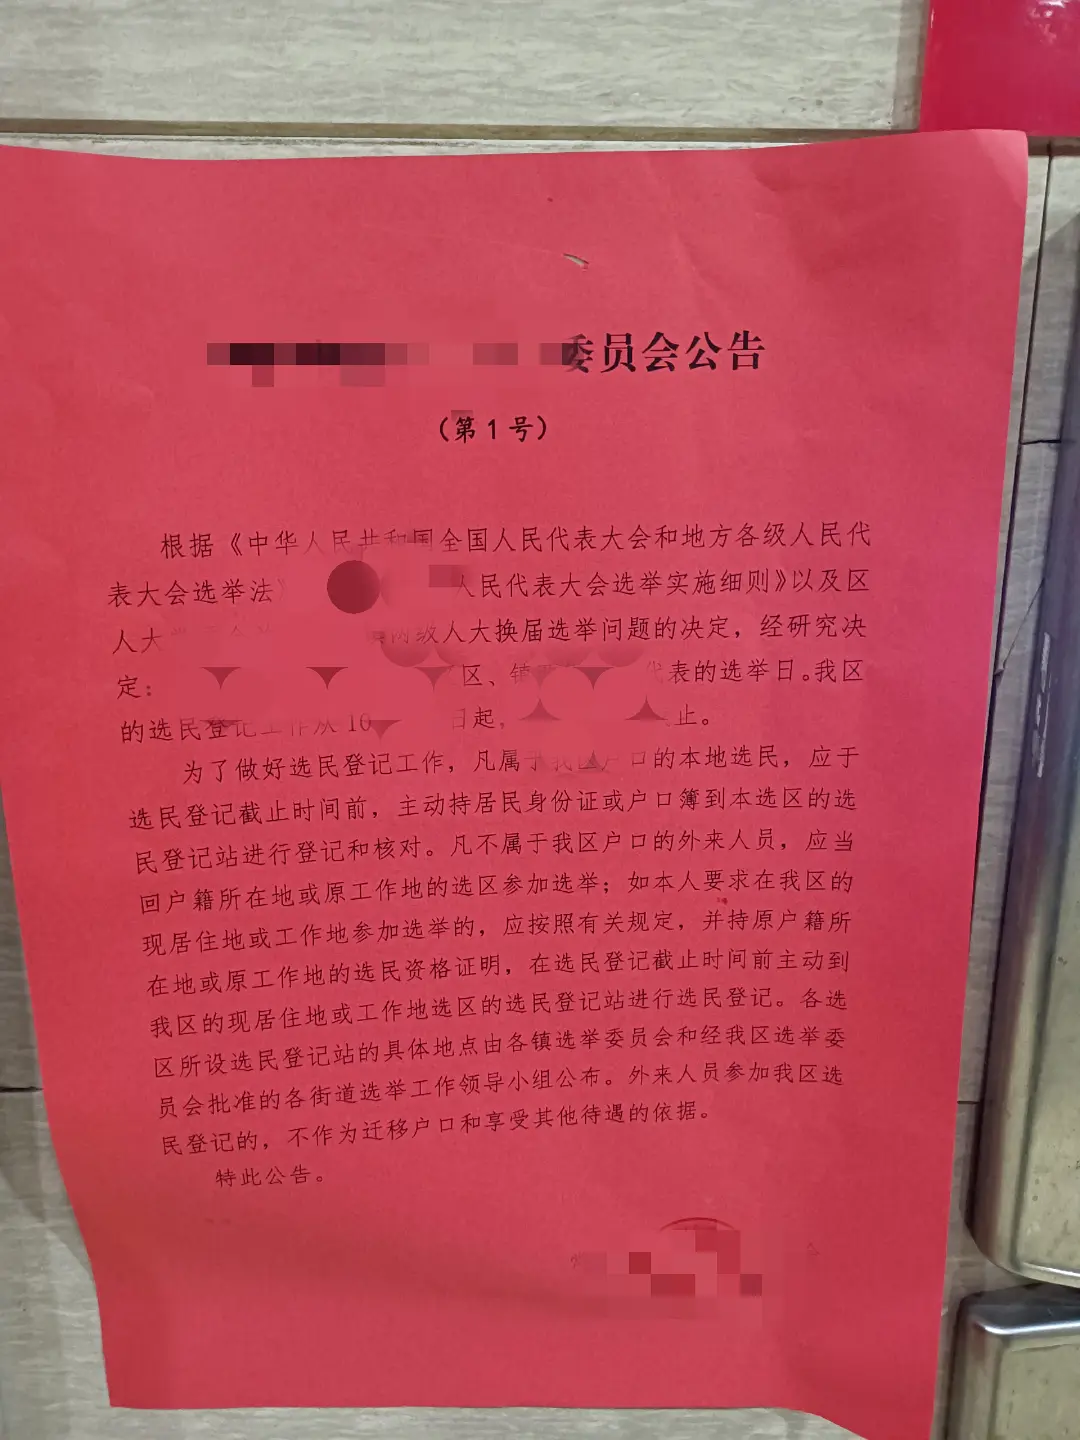 委员会公告
（第1号）
根据《中华人民共和国全国人民代表大会和地方各级人民代
表大会选举法 人民代表大会选举实施细则》以及区
人大 两级人大换届选举问题的决定，经研究决
定： 区、镇 代表的选举日。我区
的选民登记工作从10 日起， 止。
为了做好选民登记工作，凡属于我区户口的本地选民，应于
选民登记截止时间前，主动持居民身份证或户口簿到本选区的选
民登记站进行登记和核对。凡不属于我区户口的外来人员，应当
回户籍所在地或原工作地的选区参加选举；如本人要求在我区的
现居住地或工作地参加选举的，应按照有关规定，并持原户籍所
在地或原工作地的选民资格证明，在选民登记截止时间前主动到
我区的现居住地或工作地选区的选民登记站进行选民登记。各选
区所设选民登记站的具体地点由各镇选举委员会和经我区选举委
员会批准的各街道选举工作领导小组公布。外来人员参加我区选
民登记的，不作为迁移户口和享受其他待遇的依据。
特此公告。